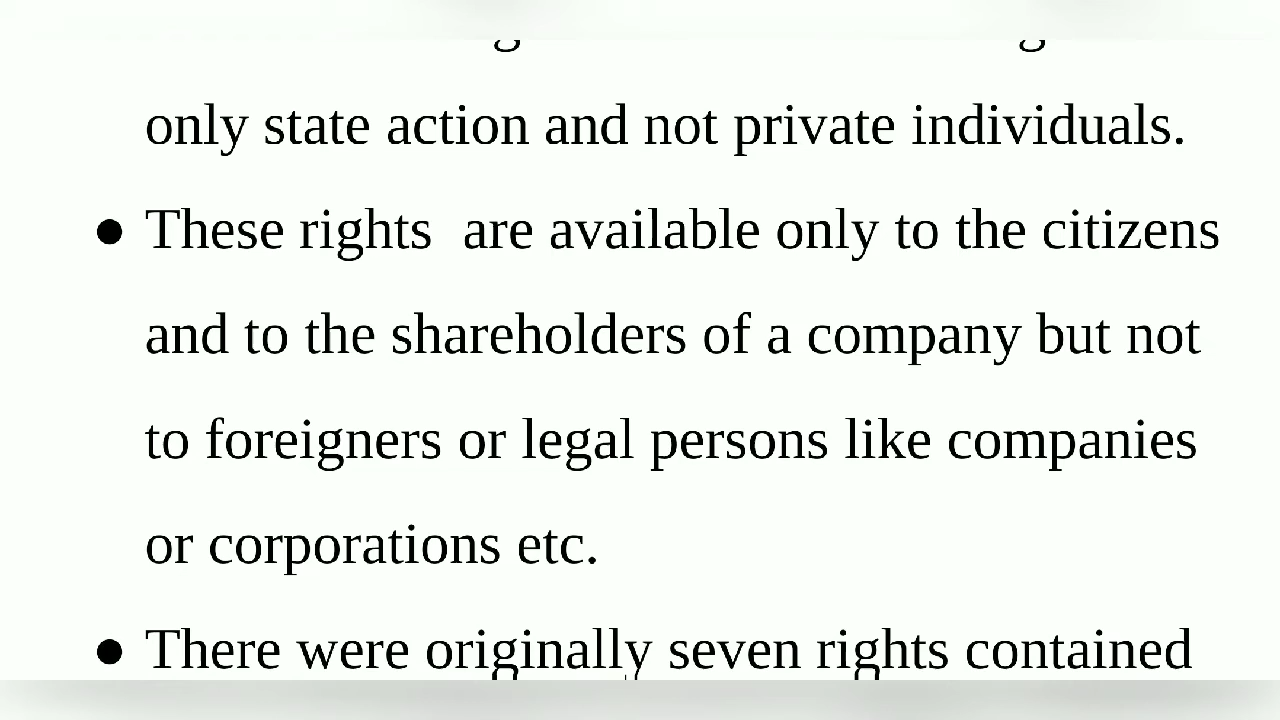 only state action and not private individuals.
● These rights  are available only to the citizens
and to the shareholders of a company but not
to foreigners or legal persons like companies
or corporations etc.
● There were originally seven rights contained